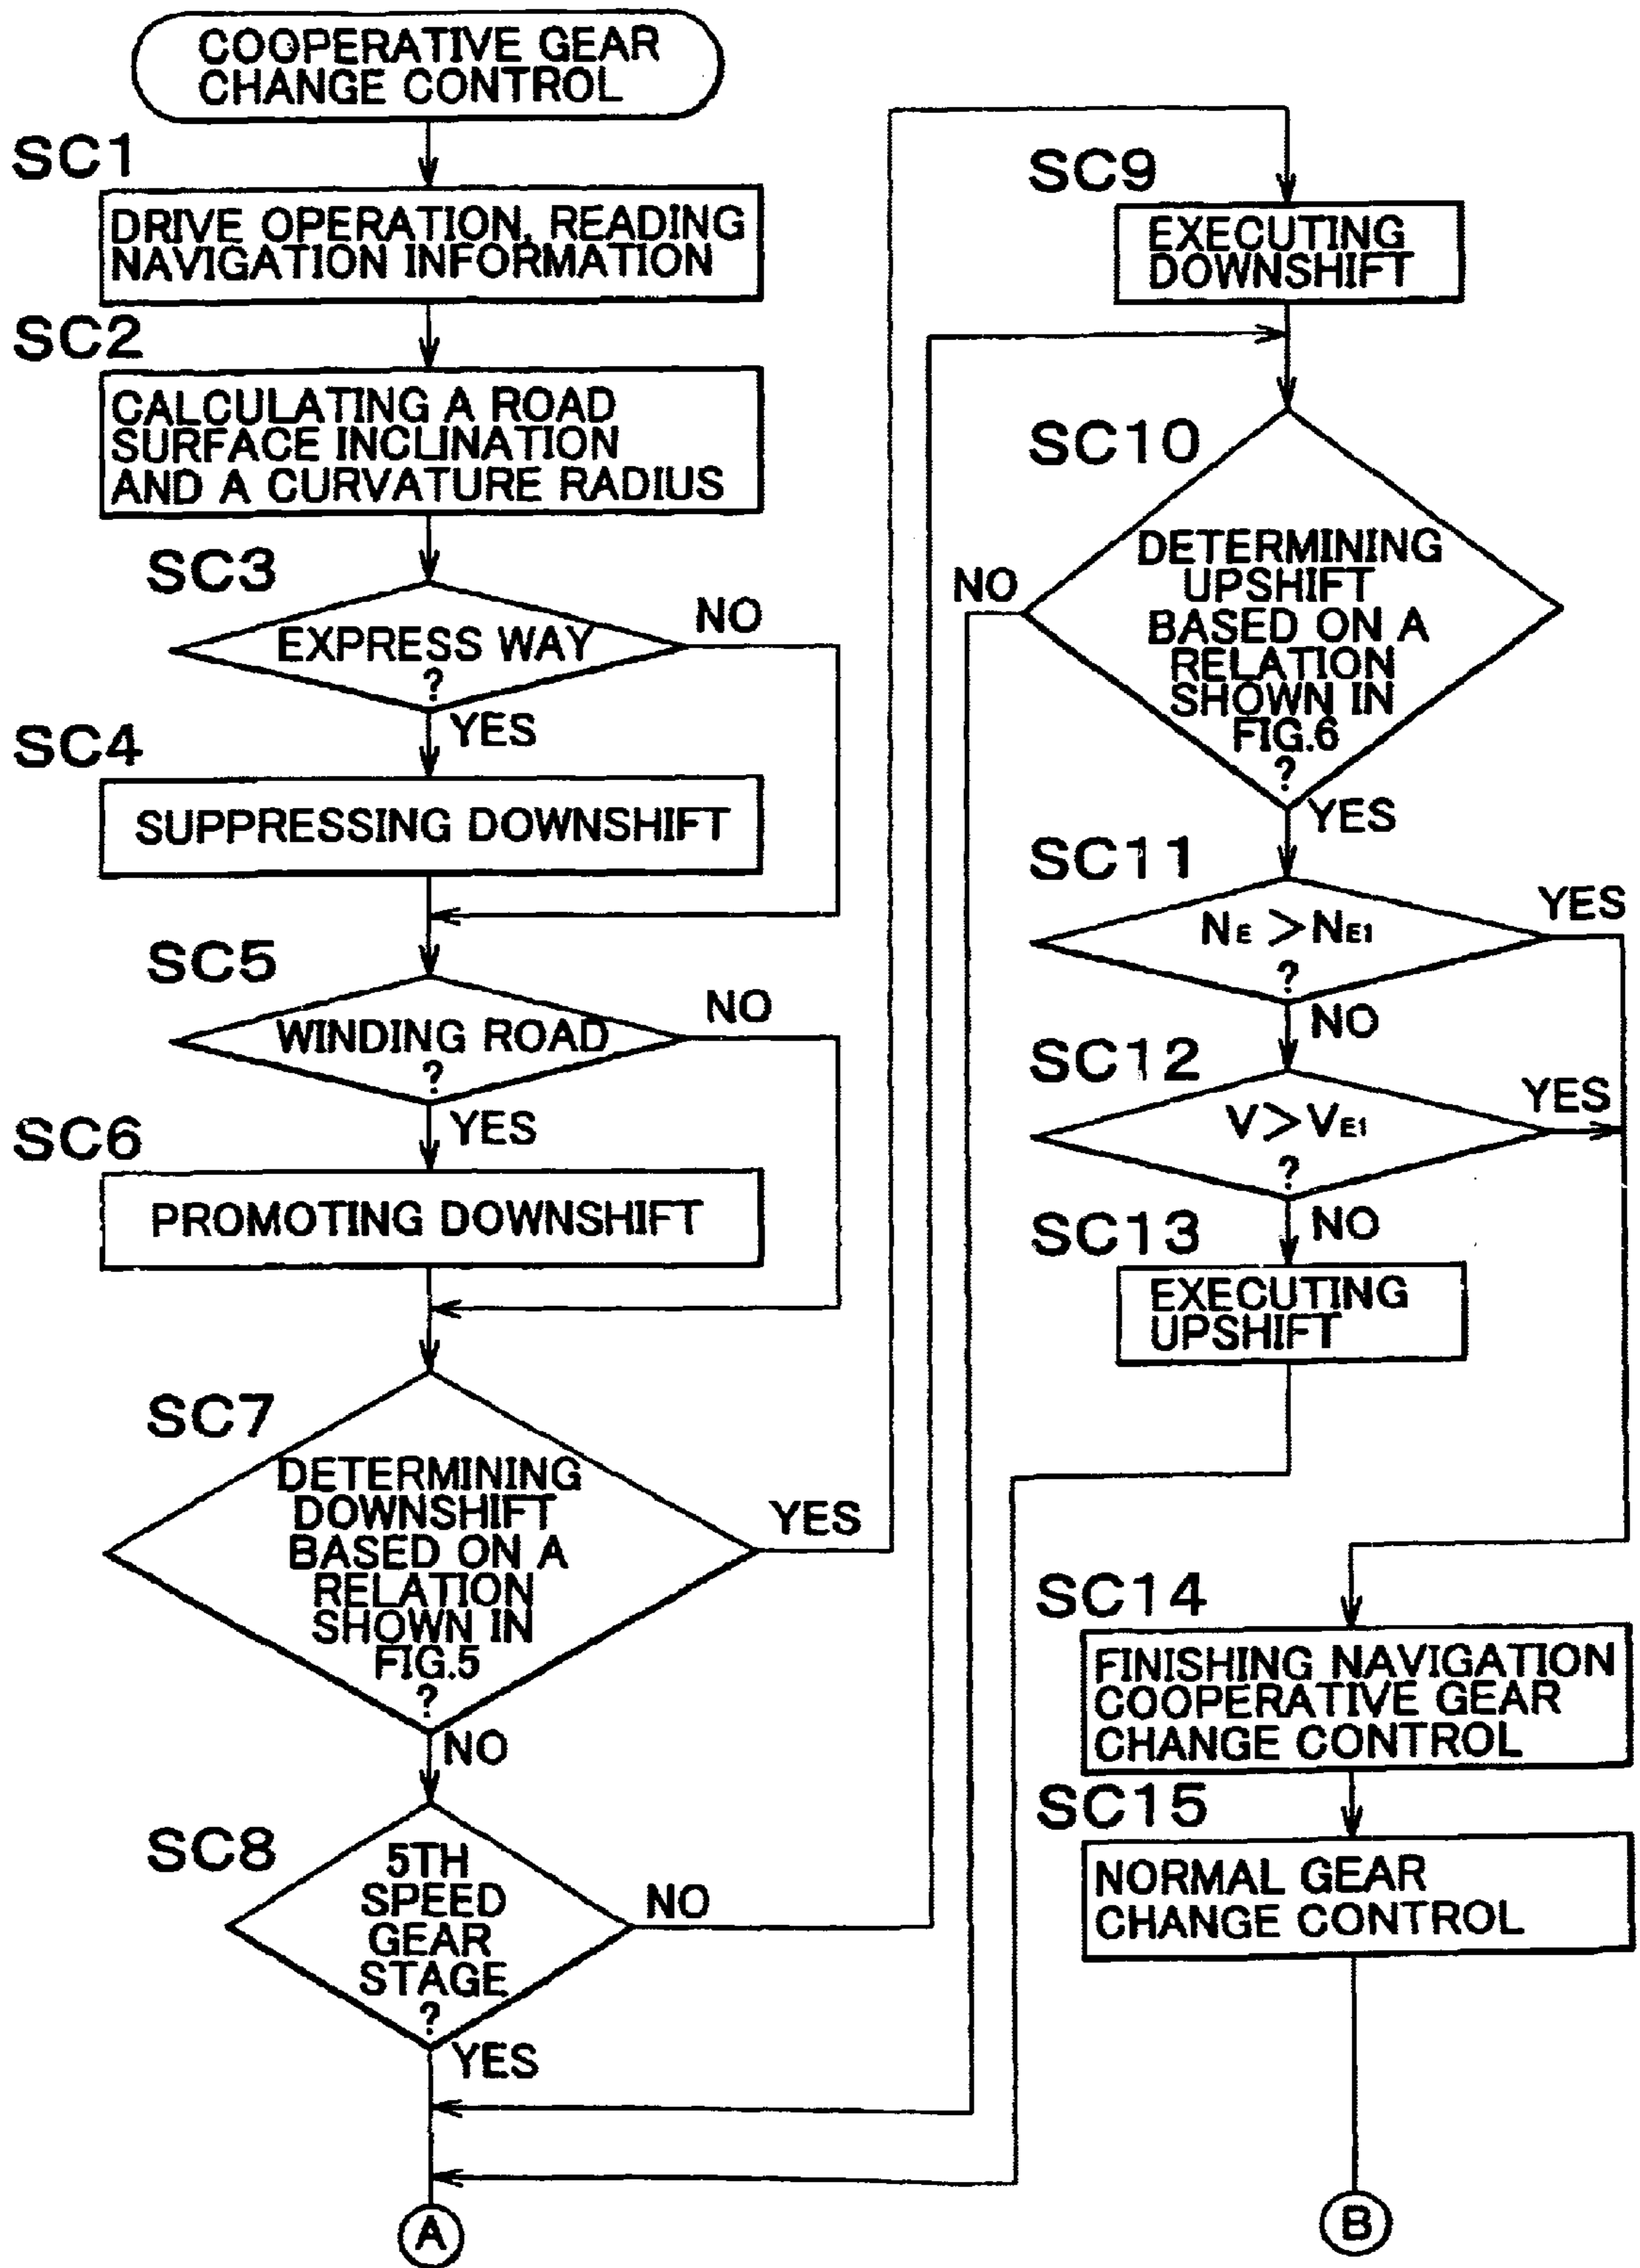 COOPERATIVE GEAR
CHANGE CONTROL
SC1
DRIVE OPERATION, READING
NAVIGATION INFORMATION
SC2
CALCULATING A ROAD
SURFACE INCLINATION
AND A CURVATURE RADIUS
SC3
EXPRESS WAY
?
NO
YES
SC4
SUPPRESSING DOWNSHIFT
SC5
WINDING ROAD
?
NO
YES
SC6
PROMOTING DOWNSHIFT
SC7
DETERMINING
DOWNSHIFT
BASED ON A
RELATION
SHOWN IN
FIG.5
?
YES
NO
SC8
5TH
SPEED
GEAR
STAGE
?
NO
YES
A
SC9
EXECUTING
DOWNSHIFT
SC10
DETERMINING
UPSHIFT
BASED ON A
RELATION
SHOWN IN
FIG.6
?
NO
YES
SC11
NE > NE1
?
YES
NO
SC12
V > VE1
?
YES
NO
SC13
EXECUTING
UPSHIFT
SC14
FINISHING NAVIGATION
COOPERATIVE GEAR
CHANGE CONTROL
SC15
NORMAL GEAR
CHANGE CONTROL
B